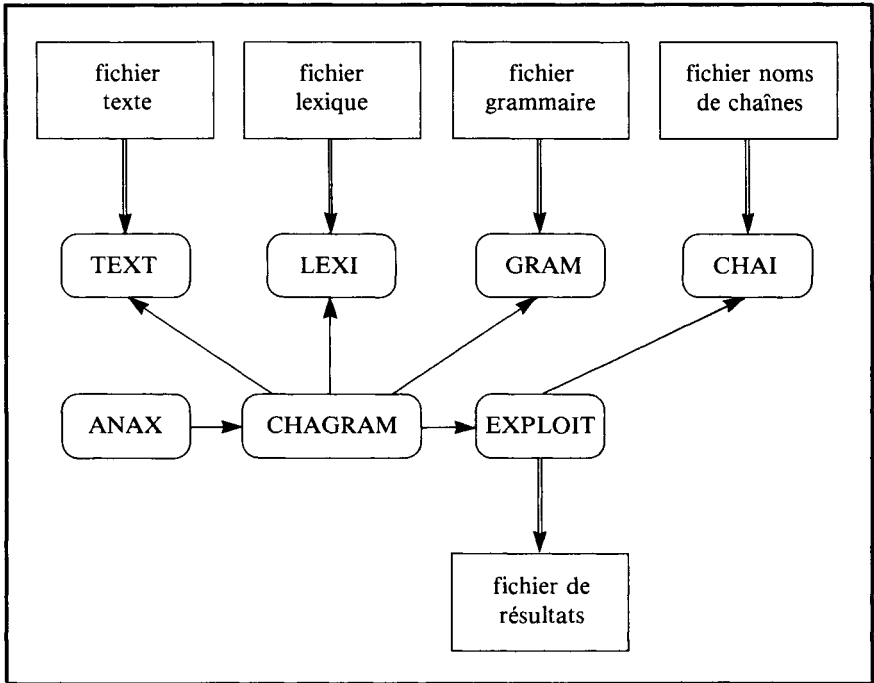 fichier
texte
fichier
lexique
fichier
grammaire
fichier noms
de chaînes
TEXT
LEXI
GRAM
CHAI
ANAX
CHAGRAM
EXPLOIT
fichier de
résultats